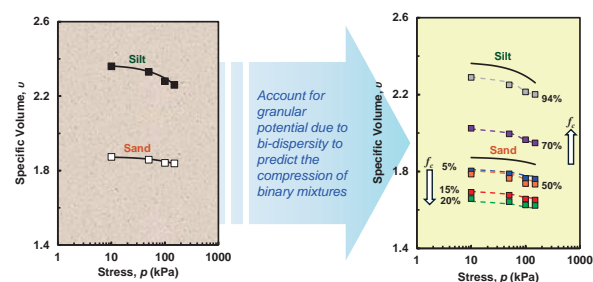 2.6
2.2
1.8
1.4
Specific Volume, υ
Silt
Sand
1
10
100
1000
Stress, p (kPa)
Account for
granular
potential due to
bi-dispersity to
predict the
compression of
binary mixtures
2.6
2.2
1.8
1.4
Specific Volume, υ
Silt
94%
70%
Sand
fc
fc
5%
50%
15%
20%
1
10
100
1000
Stress, p (kPa)